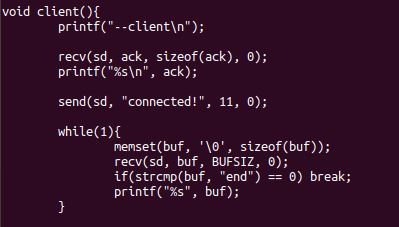 void client(){
printf("--client\n");
recv(sd, ack, sizeof(ack), 0);
printf("%s\n", ack);
send(sd, "connected!", 11, 0);
while(1){
memset(buf, '\0', sizeof(buf));
recv(sd, buf, BUFSIZ, 0);
if(strcmp(buf, "end") == 0) break;
printf("%s", buf);
}